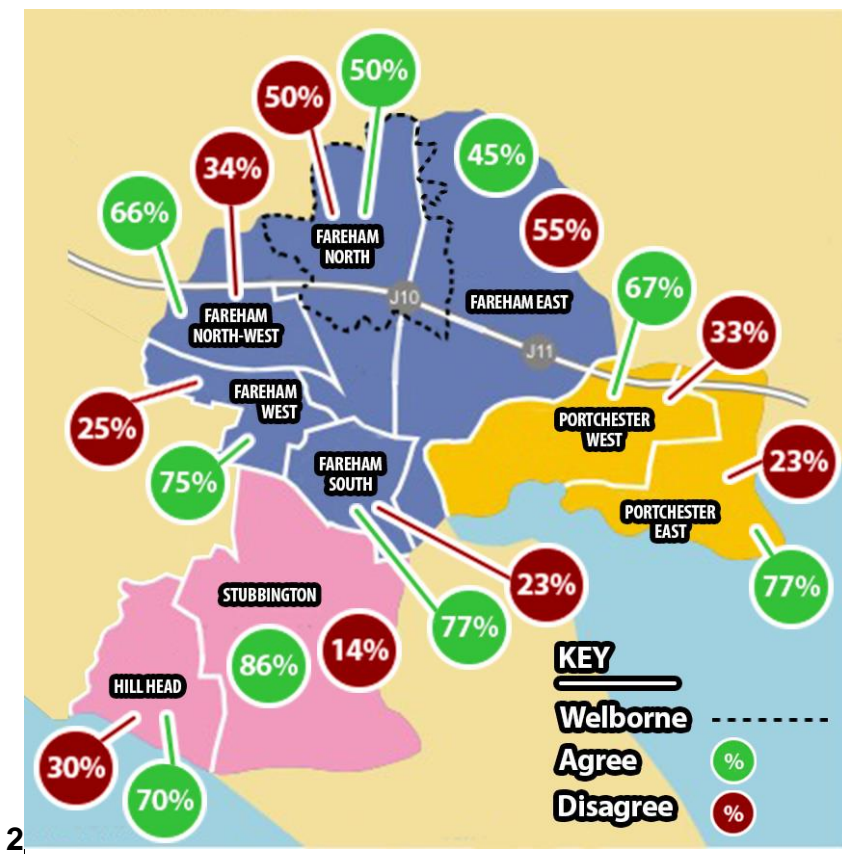 50%
50%
34%
45%
66%
55%
FAREHAM
NORTH
67%
J10
FAREHAM EAST
FAREHAM
NORTH-WEST
33%
J11
FAREHAM
WEST
25%
PORTCHESTER
WEST
75%
FAREHAM
SOUTH
23%
PORTCHESTER
EAST
STUBBINGTON
23%
77%
77%
86%
14%
HILL HEAD
30%
70%
KEY
Welborne
Agree %
Disagree %
2